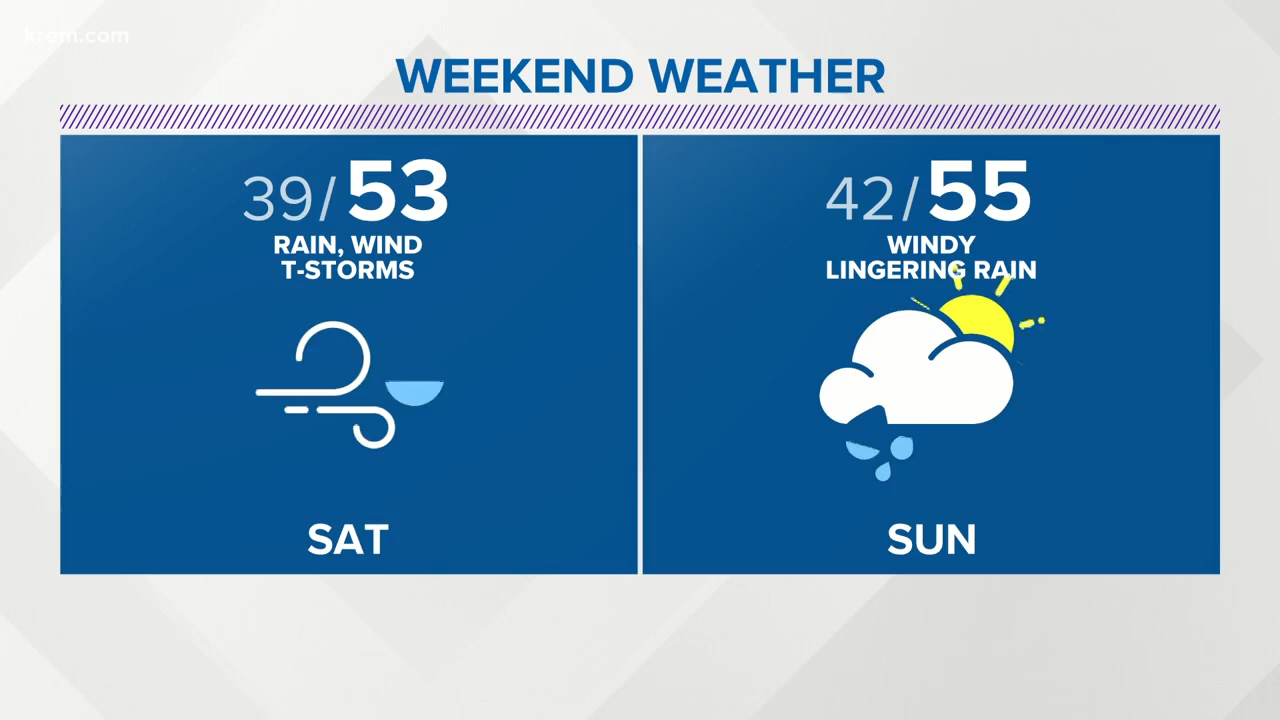 krem.com
WEEKEND WEATHER
39/53
RAIN, WIND
T-STORMS
SAT
42/55
WINDY
LINGERING RAIN
SUN